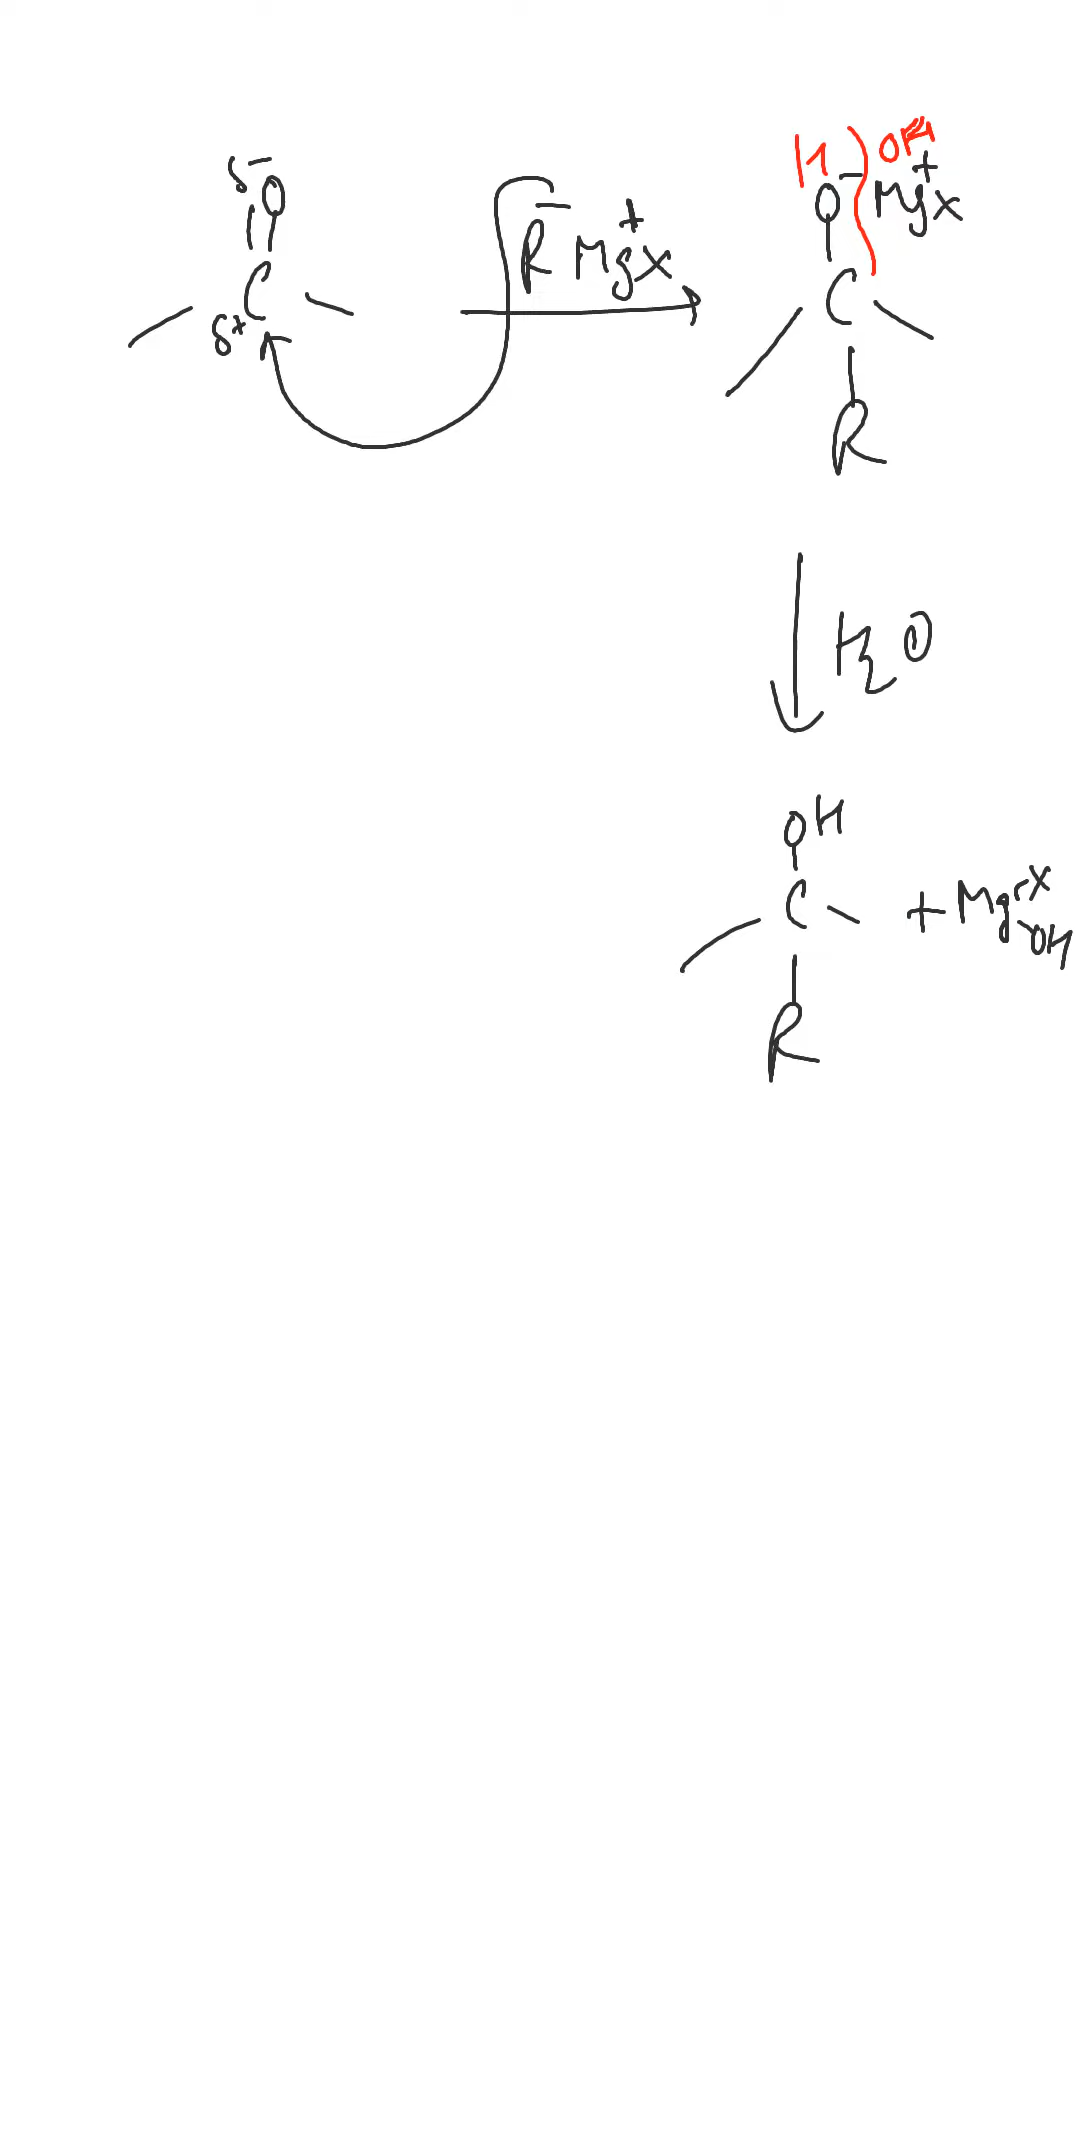 δ- O
C
δ+
R- Mg+X
H OH
O- Mg+X
C
R
H2O
OH
C + Mg X
OH
R